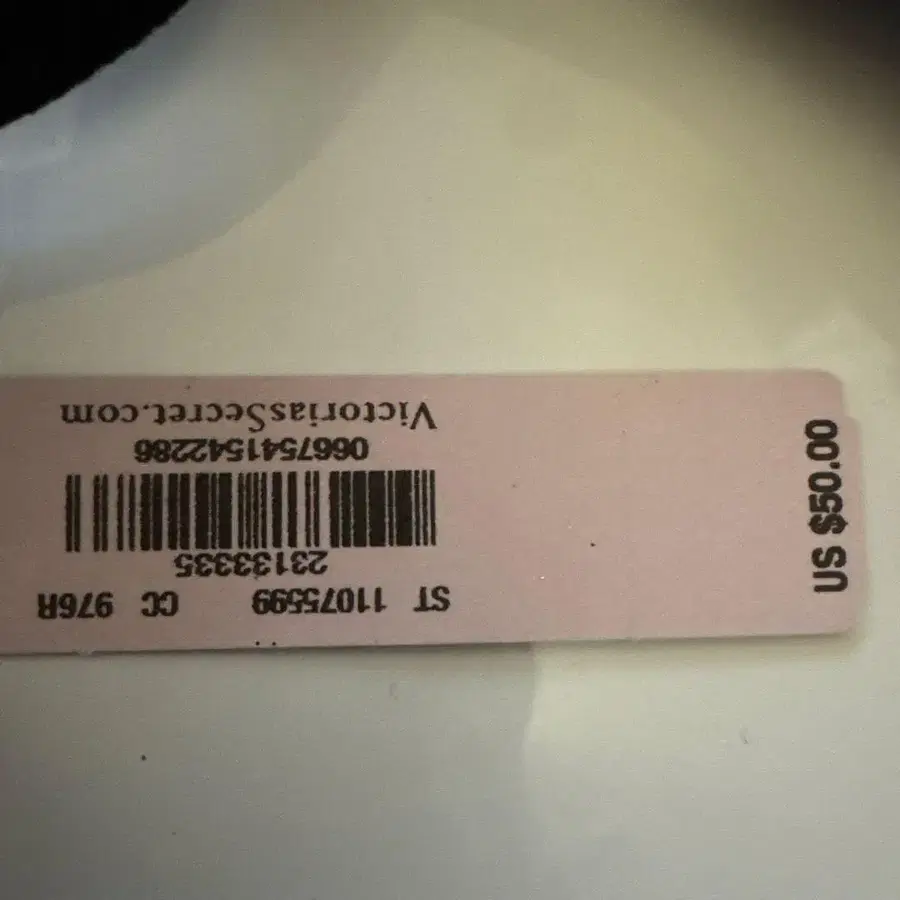 ST 11075599 CC 976R
23133335
0667541542286
VictoriasSecret.com
US $50.00